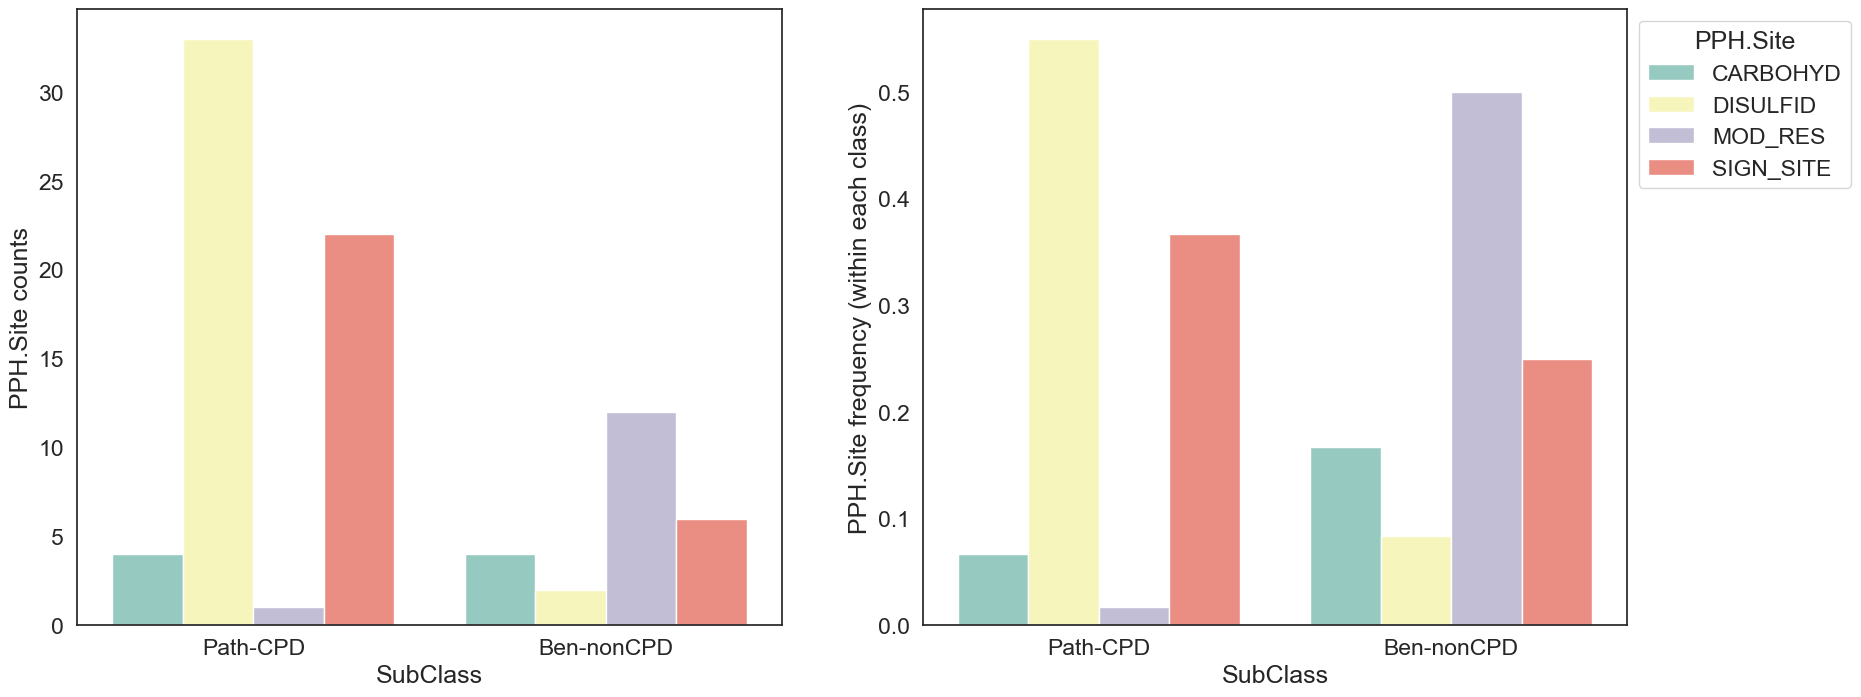 PPH.Site counts
30
25
20
15
10
5
0
Path-CPD
Ben-nonCPD
SubClass
PPH.Site frequency (within each class)
0.5
0.4
0.3
0.2
0.1
0.0
Path-CPD
Ben-nonCPD
SubClass
PPH.Site
CARBOHYD
DISULFID
MOD_RES
SIGN_SITE